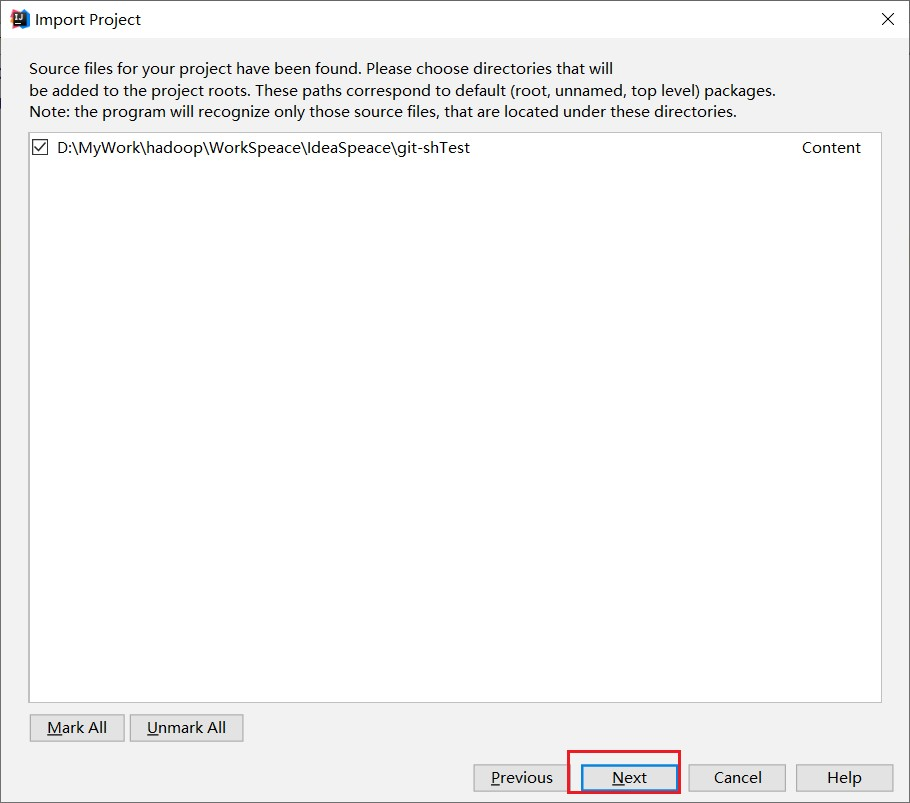 Import Project
Source files for your project have been found. Please choose directories that will
be added to the project roots. These paths correspond to default (root, unnamed, top level) packages.
Note: the program will recognize only those source files, that are located under these directories.
D:\MyWork\hadoop\WorkSpeace\IdeaSpeace\git-shTest Content
Mark All Unmark All
Previous Next Cancel Help